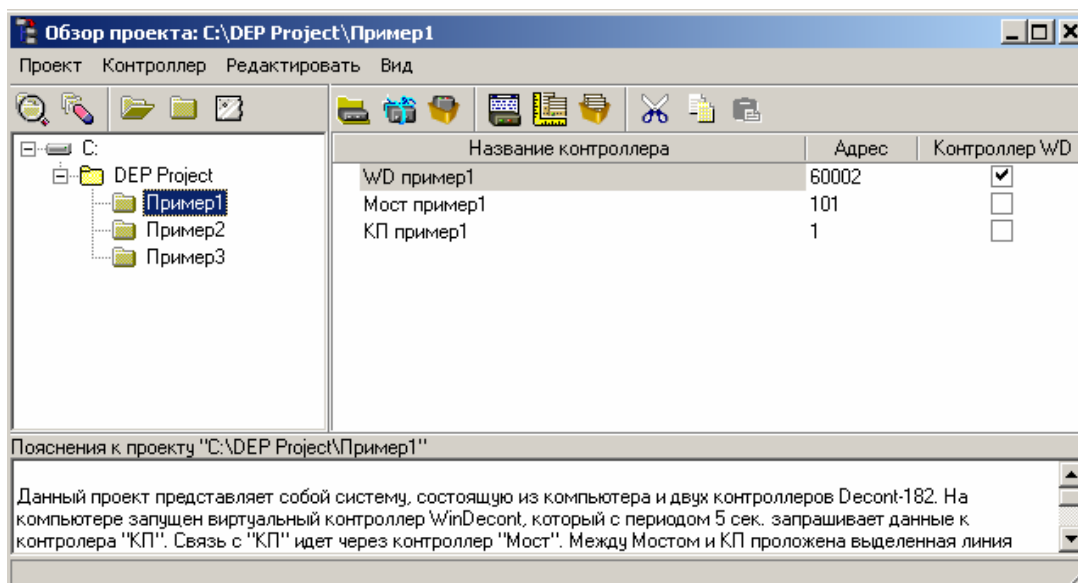 Обзор проекта: C:\DEP Project\Пример1
Проект Контроллер Редактировать Вид
C:
DEP Project
Пример1
Пример2
Пример3
Название контроллера Адрес Контроллер WD
WD пример1 60002
Мост пример1 101
КП пример1 1
Пояснения к проекту "C:\DEP Project\Пример1"
Данный проект представляет собой систему, состоящую из компьютера и двух контроллеров Decont-182. На
компьютере запущен виртуальный контроллер WinDecont, который с периодом 5 сек. запрашивает данные к
контролера "КП". Связь с "КП" идет через контроллер "Мост". Между Мостом и КП проложена выделенная линия